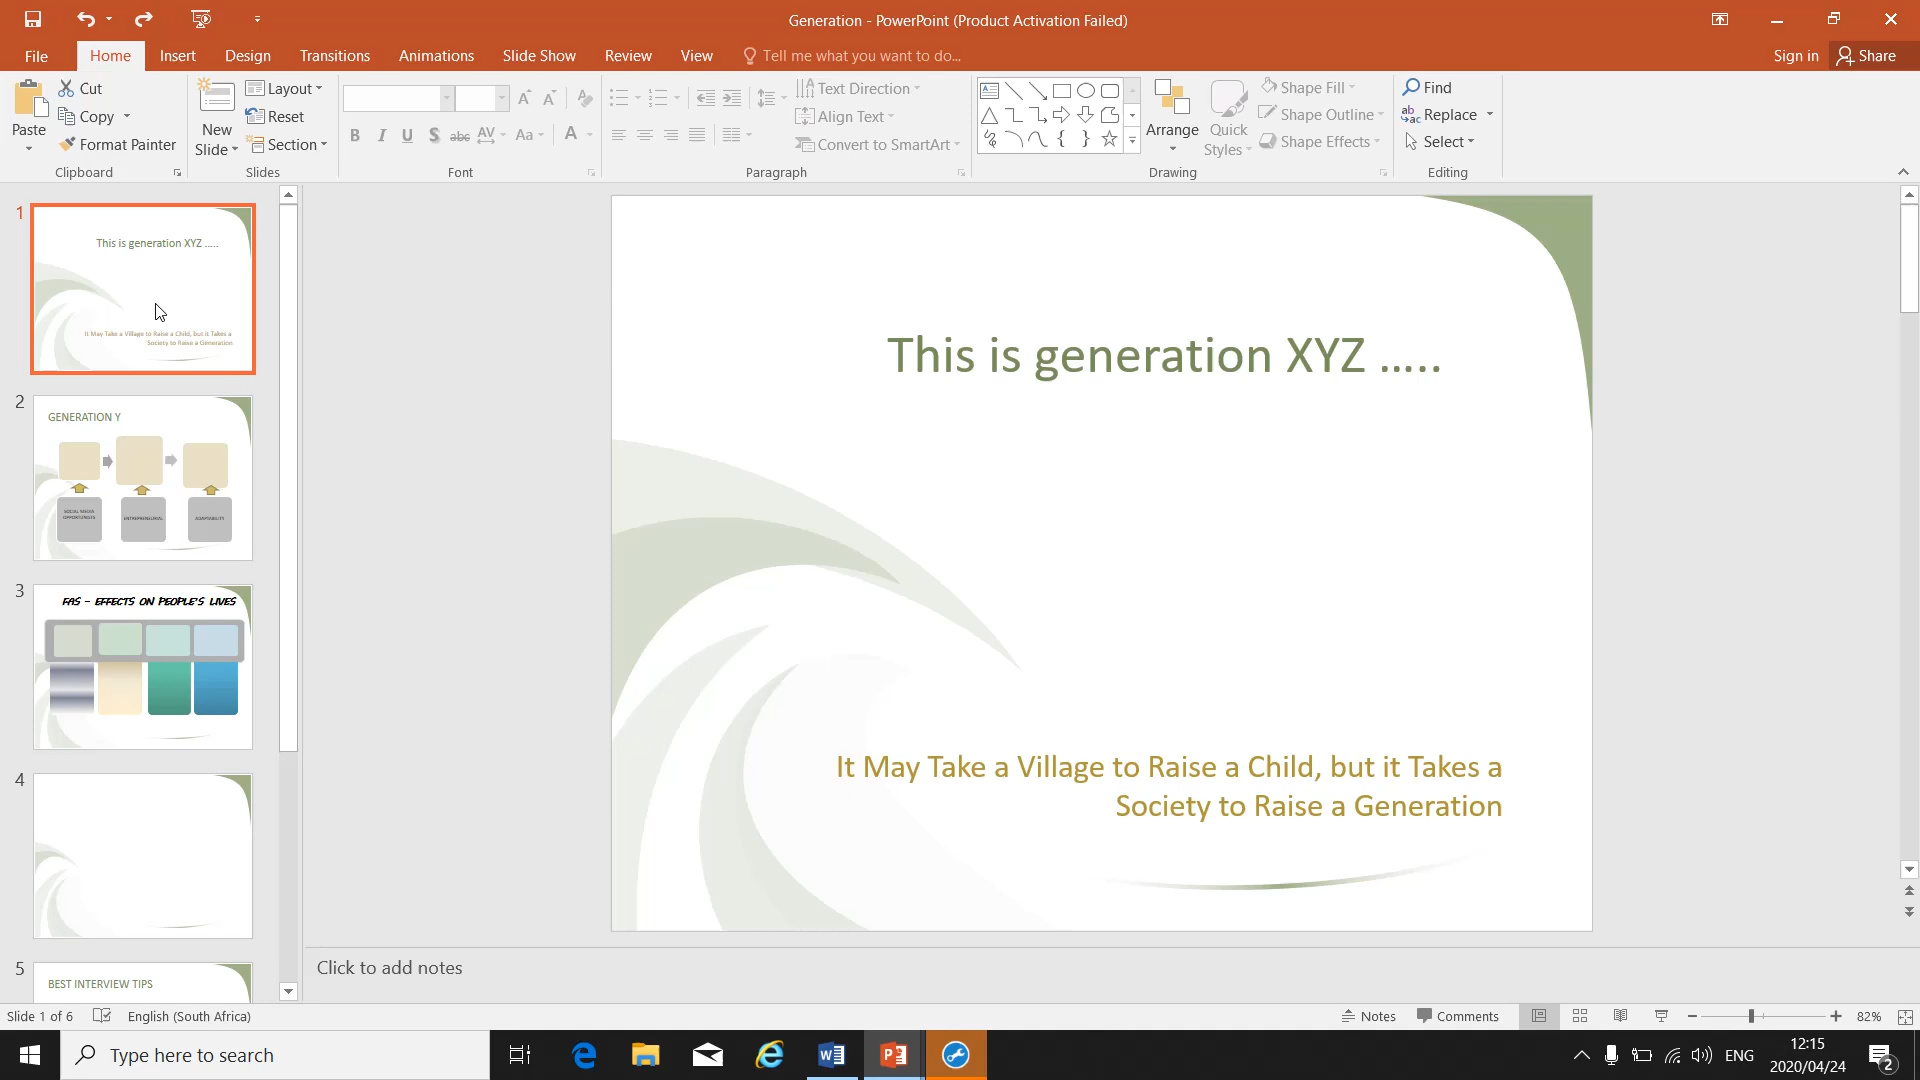 Generation - PowerPoint (Product Activation Failed)
File Home Insert Design Transitions Animations Slide Show Review View Tell me what you want to do... Sign in Share
Paste Cut Copy Format Painter
Clipboard
New Slide Layout Reset Section
Slides
B I U S abc AV Aa A
Font
Text Direction
Align Text
Convert to SmartArt
Paragraph
Arrange Quick Styles
Shape Fill
Shape Outline
Shape Effects
Drawing
Find
Replace
Select
Editing
1
This is generation XYZ .....
It May Take a Village to Raise a Child, but it Takes a
Society to Raise a Generation
2
GENERATION Y
ENTREPRENEURIAL
ADAPTABILITY
3
FAS - EFFECTS ON PEOPLE'S LIVES
4
5
BEST INTERVIEW TIPS
This is generation XYZ .....
It May Take a Village to Raise a Child, but it Takes a
Society to Raise a Generation
Click to add notes
Slide 1 of 6 English (South Africa) Notes Comments 82%
Type here to search
ENG
12:15
2020/04/24
2